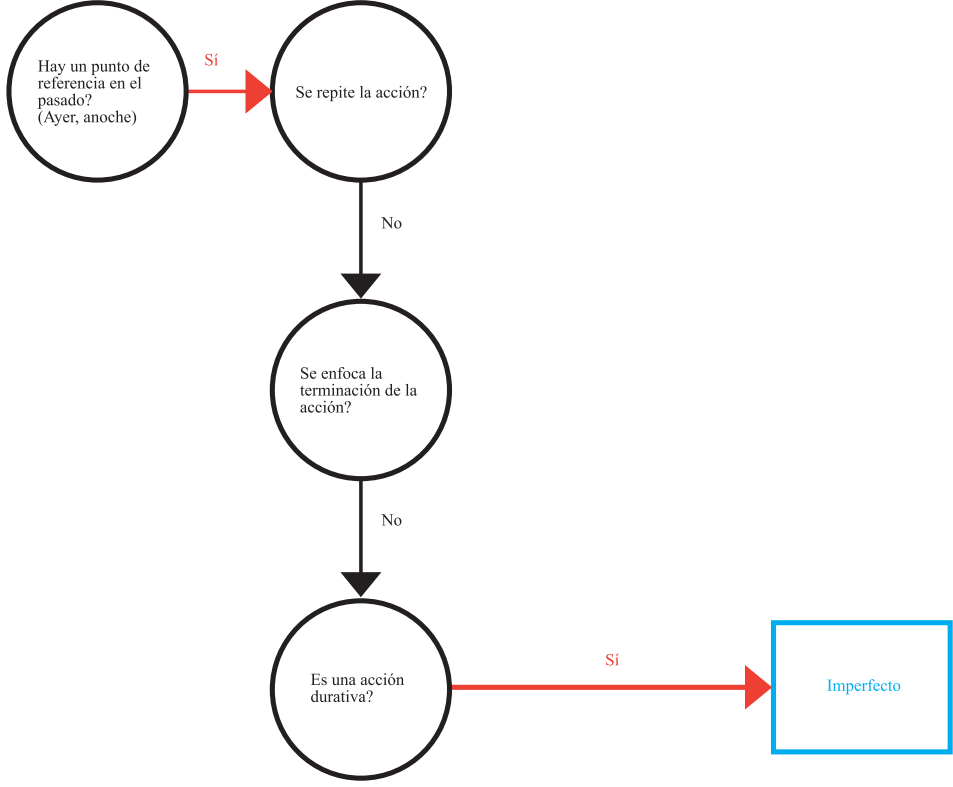 Hay un punto de
referencia en el
pasado?
(Ayer, anoche)
Sí
Se repite la acción?
No
Se enfoca la
terminación de la
acción?
No
Es una acción
durativa?
Sí
Imperfecto